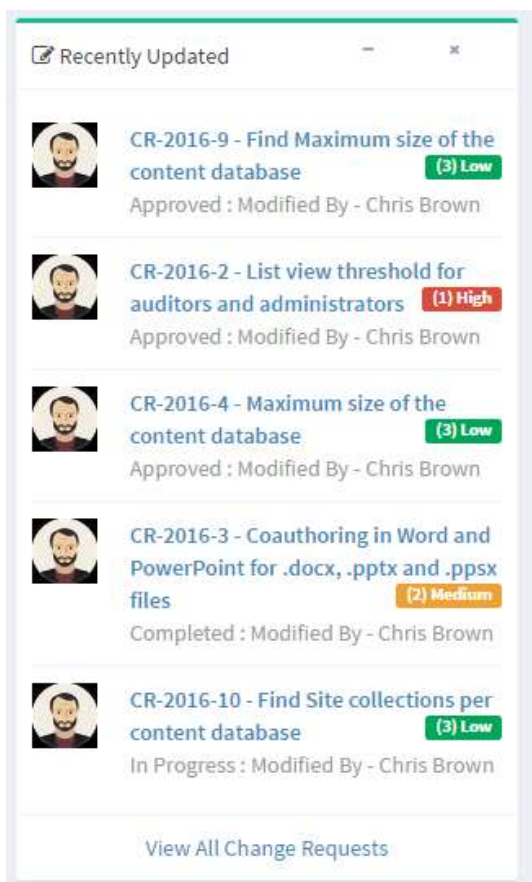 Recently Updated
CR-2016-9 - Find Maximum size of the
content database (3) Low
Approved : Modified By - Chris Brown
CR-2016-2 - List view threshold for
auditors and administrators (1) High
Approved : Modified By - Chris Brown
CR-2016-4 - Maximum size of the
content database (3) Low
Approved : Modified By - Chris Brown
CR-2016-3 - Coauthoring in Word and
PowerPoint for .docx, .pptx and .ppsx
files (2) Medium
Completed : Modified By - Chris Brown
CR-2016-10 - Find Site collections per
content database (3) Low
In Progress : Modified By - Chris Brown
View All Change Requests